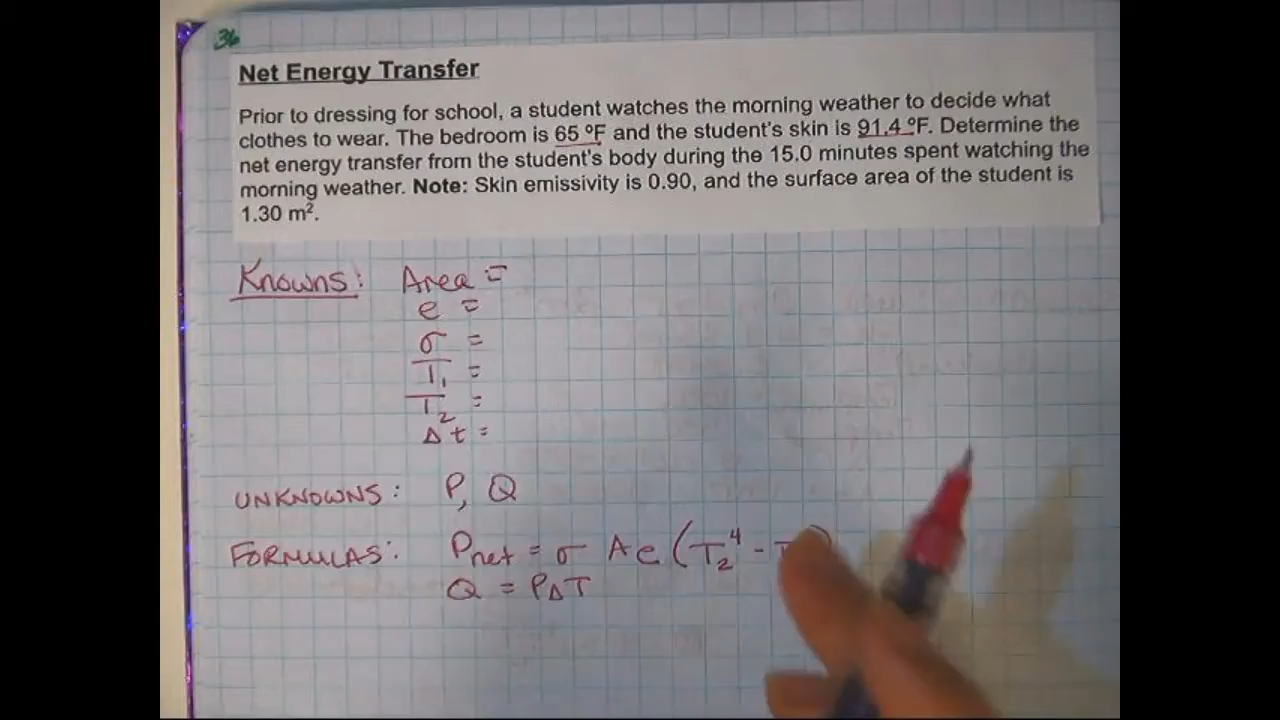 36
Net Energy Transfer
Prior to dressing for school, a student watches the morning weather to decide what
clothes to wear. The bedroom is 65 ºF and the student's skin is 91.4 ºF. Determine the
net energy transfer from the student's body during the 15.0 minutes spent watching the
morning weather. Note: Skin emissivity is 0.90, and the surface area of the student is
1.30 m².
Knowns: Area =
e =
σ =
T₁ =
T₂ =
Δt =
UNKNOWNS: P, Q
FORMULAS: Pnet = σ A e (T₂⁴ -
Q = PΔT